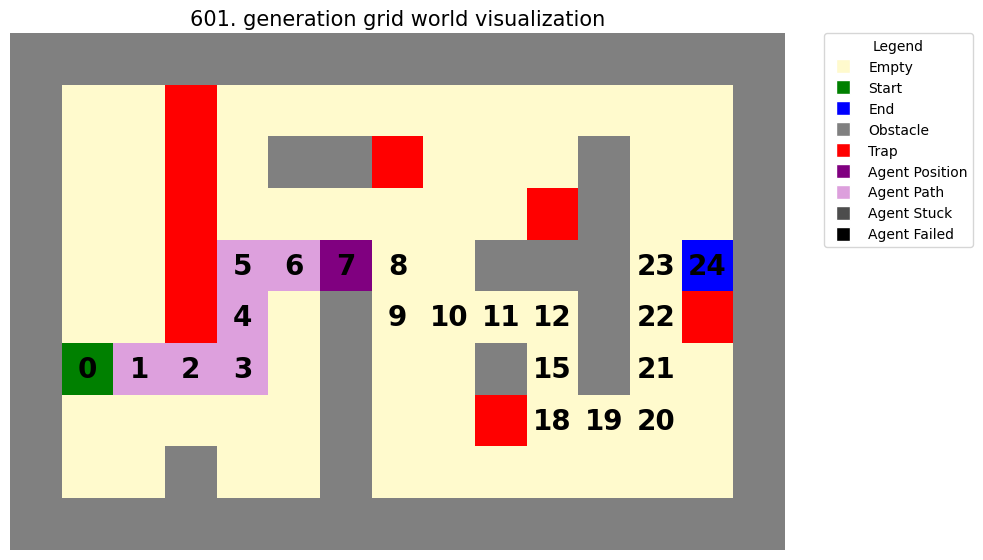 601. generation grid world visualization
Legend
Empty
Start
End
Obstacle
Trap
Agent Position
Agent Path
Agent Stuck
Agent Failed
5 6 7 8 23 24
4 9 10 11 12 22
0 1 2 3 15 21
18 19 20